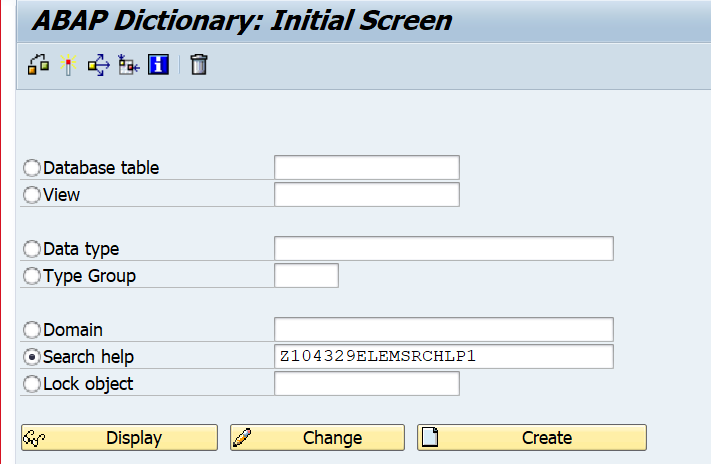 ABAP Dictionary: Initial Screen
Database table
View
Data type
Type Group
Domain
Search help Z104329ELEMSRCHLP1
Lock object
Display Change Create